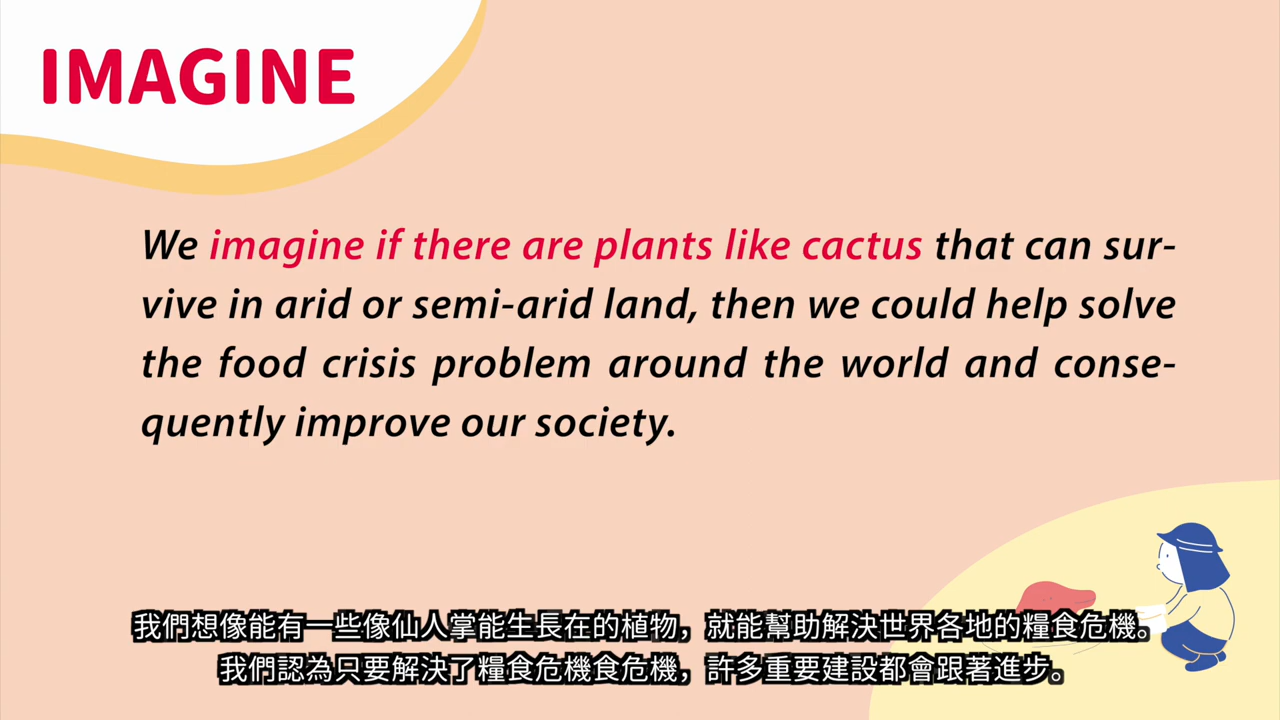 IMAGINE
We imagine if there are plants like cactus that can sur-
vive in arid or semi-arid land, then we could help solve
the food crisis problem around the world and conse-
quently improve our society.
我們想像能有一些像仙人掌能生長在的植物，就能幫助解決世界各地的糧食危機。
我們認為只要解決了糧食危機食危機，許多重要建設都會跟著進步。